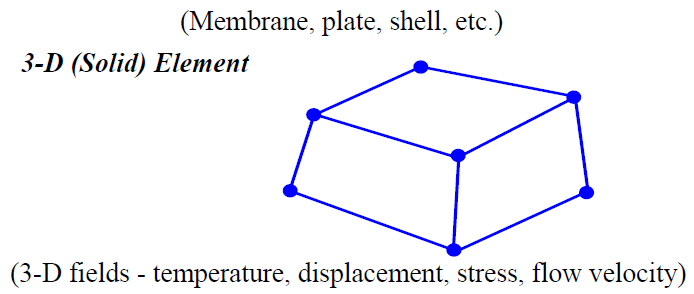 (Membrane, plate, shell, etc.)
3-D (Solid) Element
(3-D fields - temperature, displacement, stress, flow velocity)